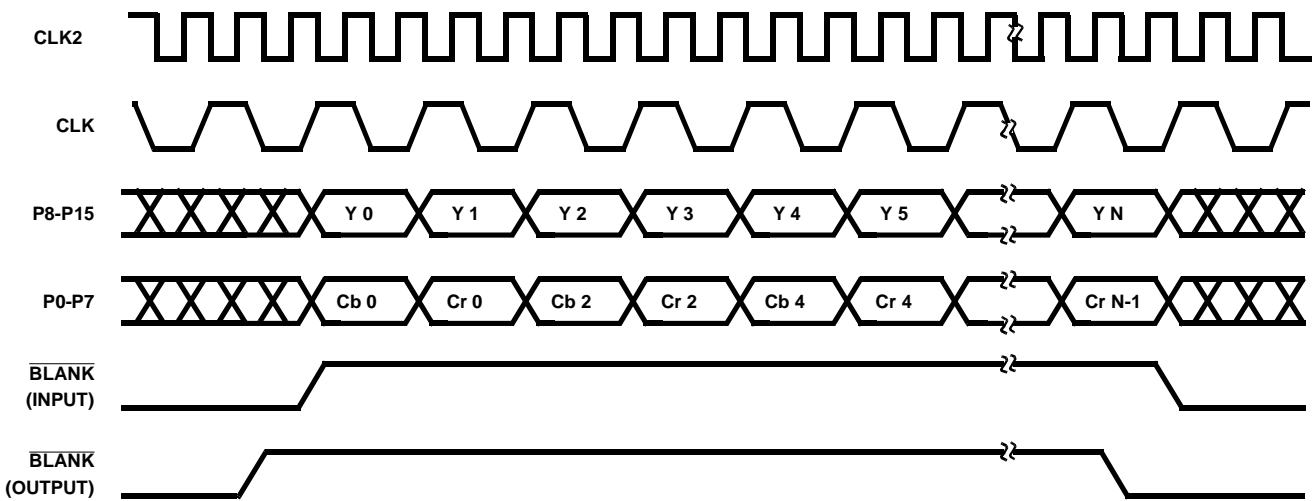 CLK2
CLK
P8-P15 Y 0 Y 1 Y 2 Y 3 Y 4 Y 5 Y N
P0-P7 Cb 0 Cr 0 Cb 2 Cr 2 Cb 4 Cr 4 Cr N-1
BLANK
(INPUT)
BLANK
(OUTPUT)